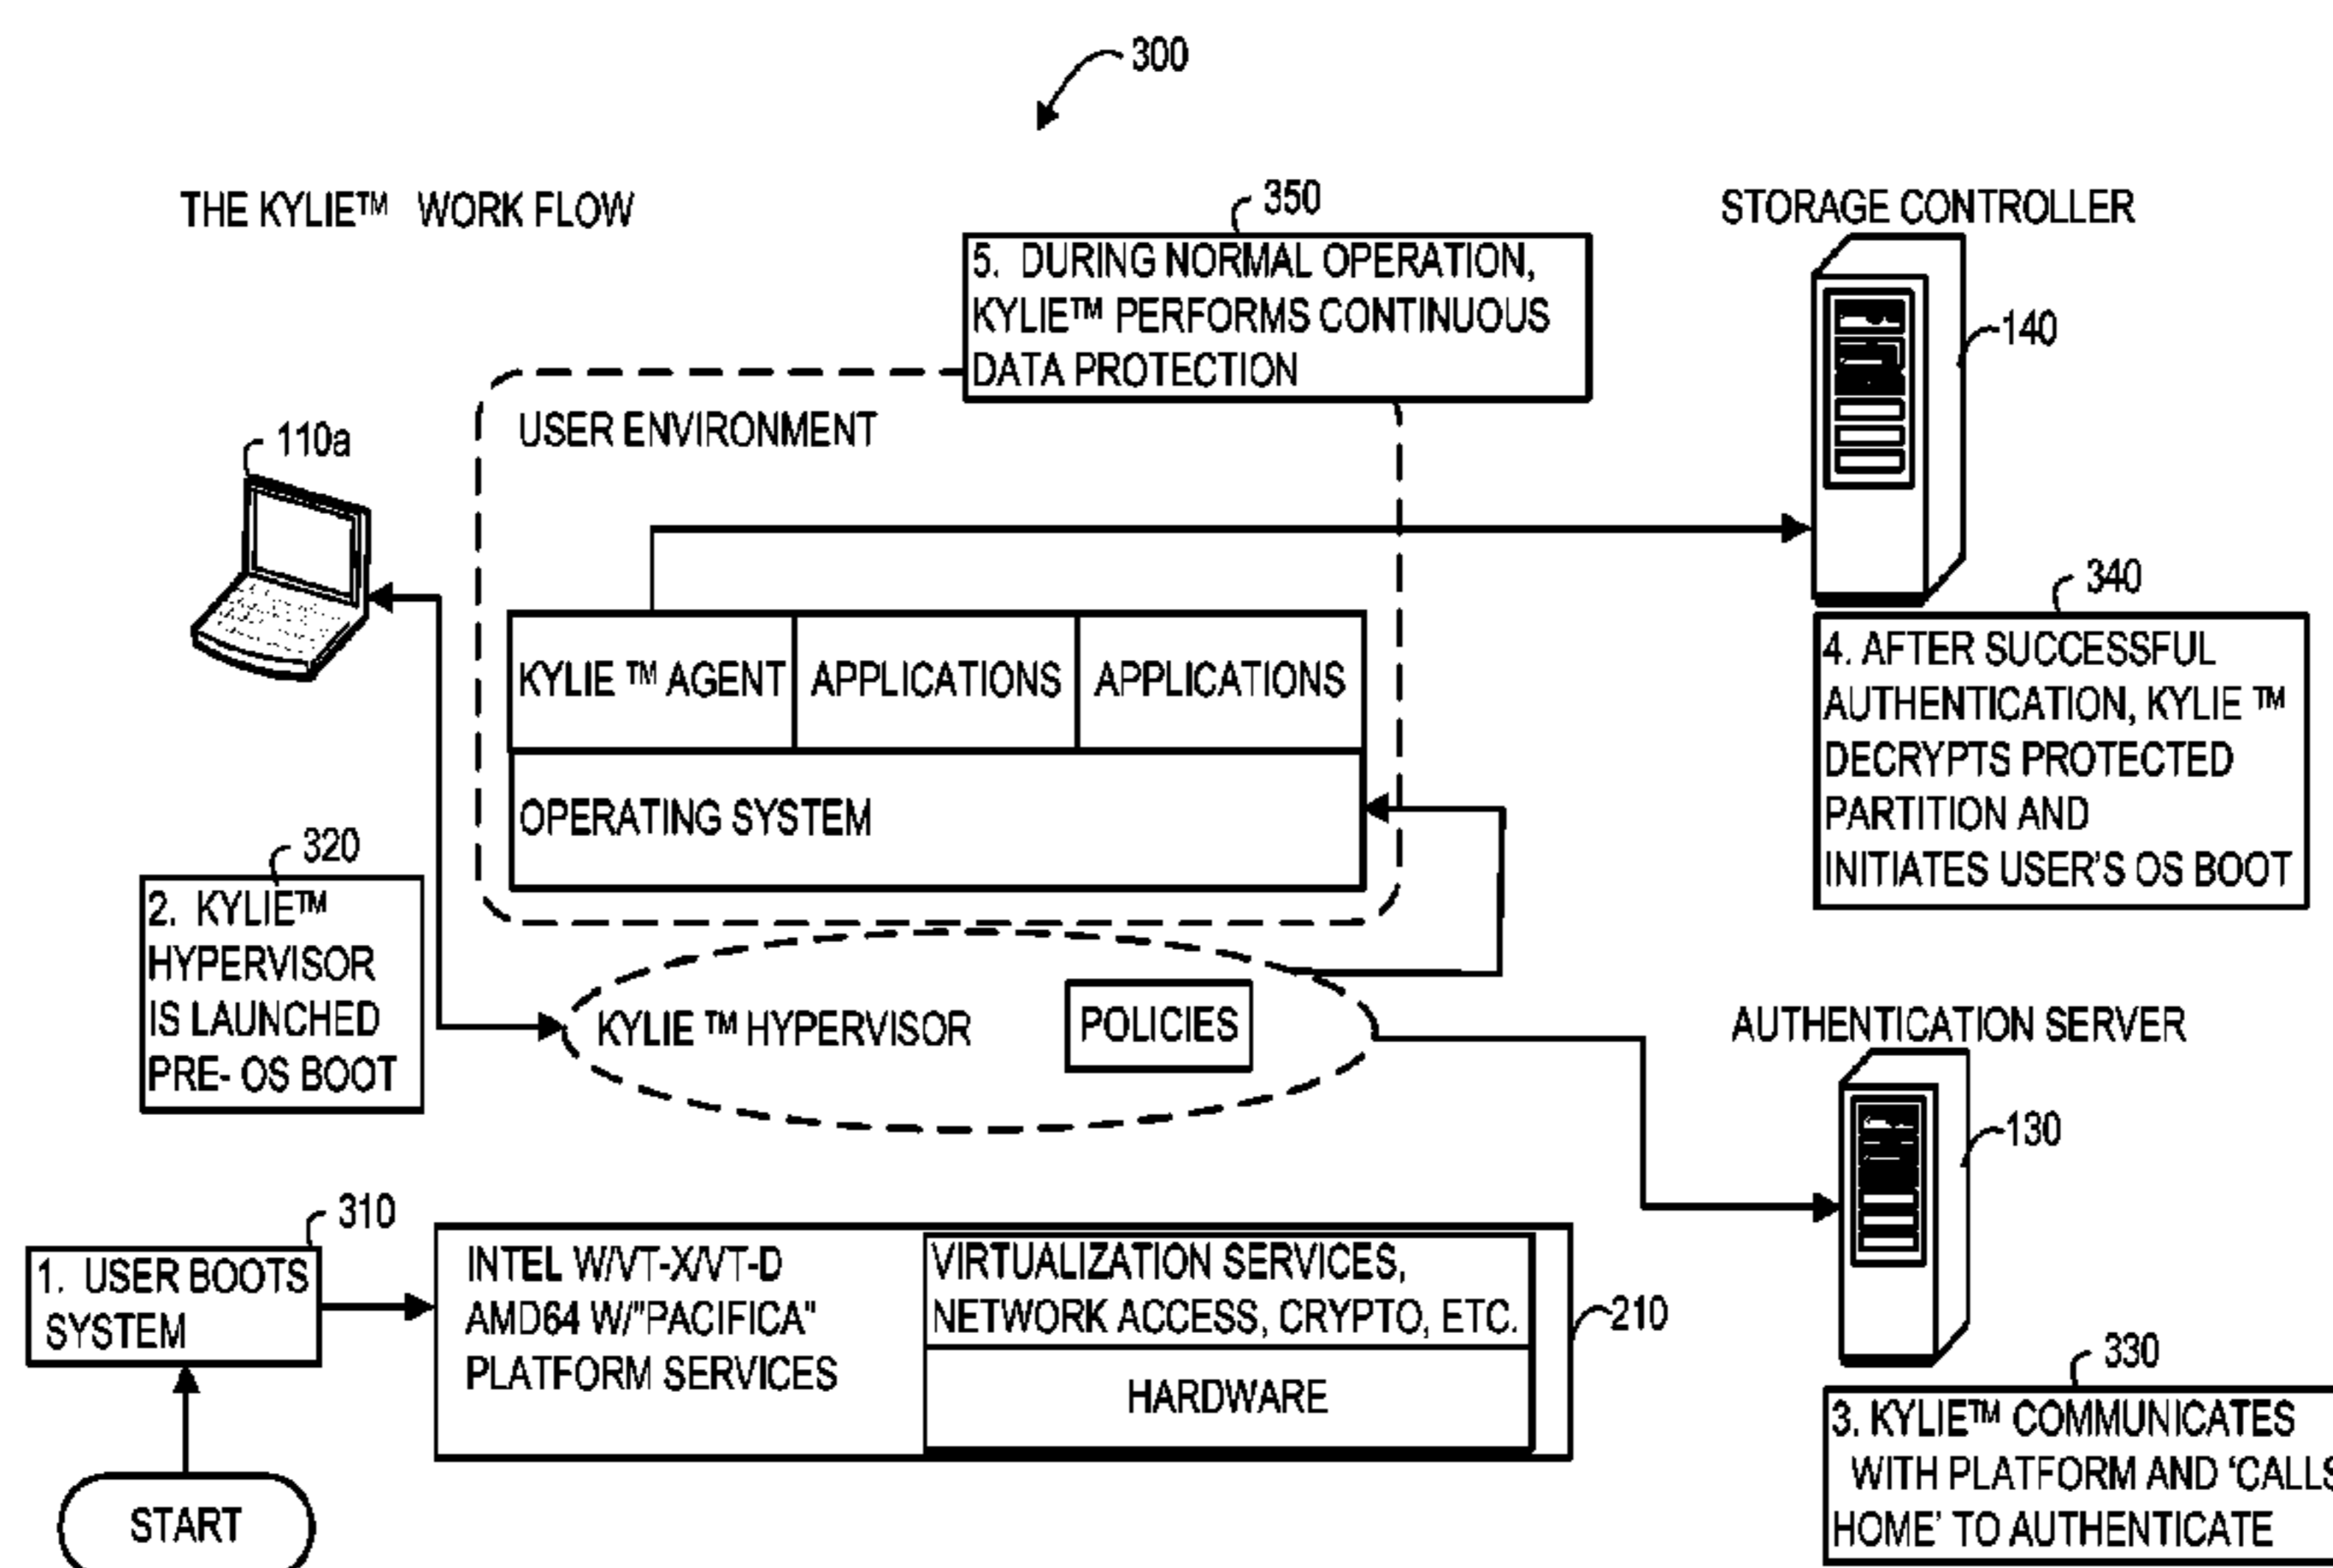 300
THE KYLIE™ WORK FLOW
350
5. DURING NORMAL OPERATION,
KYLIE™ PERFORMS CONTINUOUS
DATA PROTECTION
STORAGE CONTROLLER
140
USER ENVIRONMENT
110a
KYLIE ™ AGENT
APPLICATIONS
APPLICATIONS
OPERATING SYSTEM
340
4. AFTER SUCCESSFUL
AUTHENTICATION, KYLIE ™
DECRYPTS PROTECTED
PARTITION AND
INITIATES USER'S OS BOOT
320
2. KYLIE™
HYPERVISOR
IS LAUNCHED
PRE- OS BOOT
KYLIE ™ HYPERVISOR
POLICIES
AUTHENTICATION SERVER
130
310
1. USER BOOTS
SYSTEM
INTEL W/VT-X/VT-D
AMD64 W/"PACIFICA"
PLATFORM SERVICES
VIRTUALIZATION SERVICES,
NETWORK ACCESS, CRYPTO, ETC.
HARDWARE
210
330
3. KYLIE™ COMMUNICATES
WITH PLATFORM AND ‘CALLS
HOME’ TO AUTHENTICATE
START